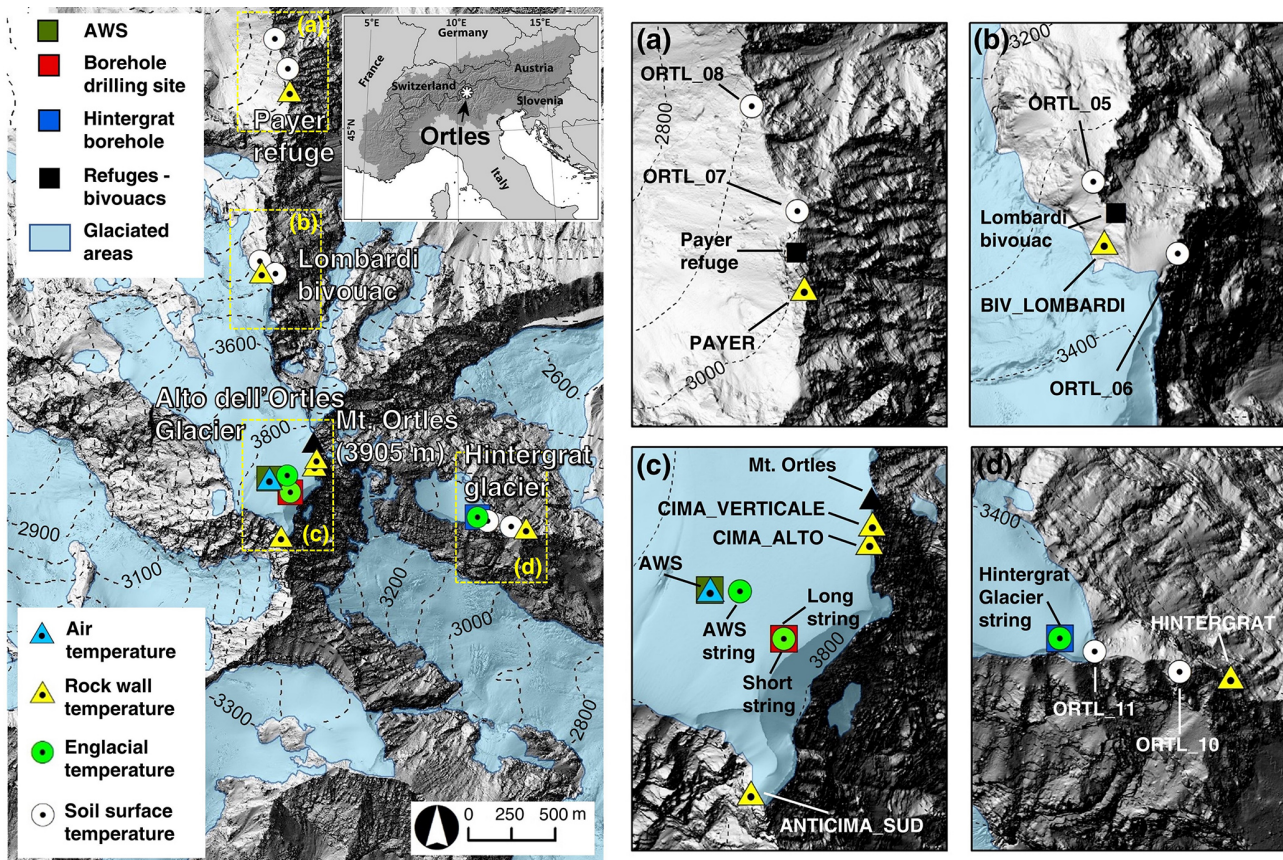 AWS
Borehole
drilling site
Hintergrat
borehole
Refuges -
bivouacs
Glaciated
areas
(a)
Payer
refuge
5°E
10°E
15°E
45°N
France
Germany
Switzerland
Austria
Slovenia
Ortles
Italy
(b)
Lombardi
bivouac
3600
2600
Alto dell'Ortles
Glacier
3800
Mt. Ortles
(3905 m)
Hintergrat
glacier
(c)
(d)
2900
3100
3200
3000
3300
2800
Air
temperature
Rock wall
temperature
Englacial
temperature
Soil surface
temperature
0 250 500 m
(a)
ORTL_08
2800
ORTL_07
Payer
refuge
PAYER
3000
(b)
3200
ORTL_05
Lombardi
bivouac
BIV_LOMBARDI
3400
ORTL_06
(c)
Mt. Ortles
CIMA_VERTICALE
CIMA_ALTO
AWS
AWS
string
Long
string
3800
Short
string
ANTICIMA_SUD
(d)
3400
Hintergrat
Glacier
string
HINTERGRAT
ORTL_11
ORTL_10